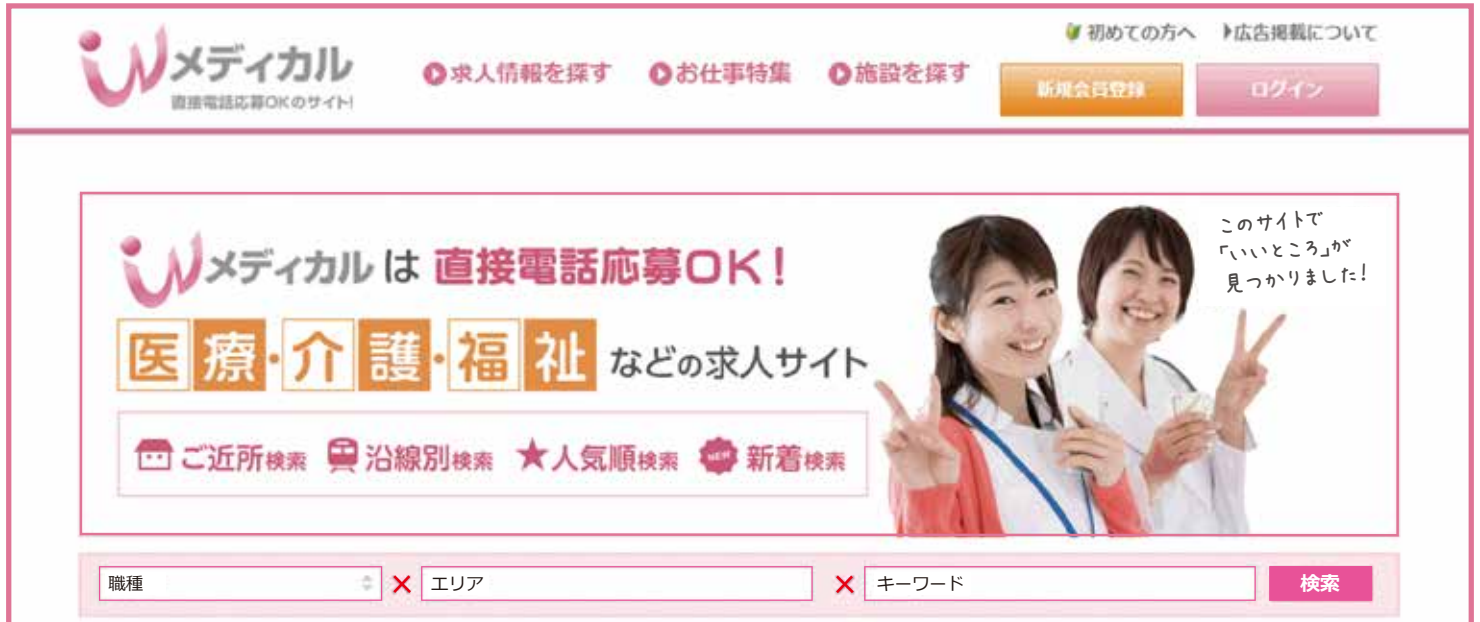 初めての方へ 広告掲載について
iwメディカル
直接電話応募OKのサイト!
求人情報を探す お仕事特集 施設を探す
新規会員登録 ログイン
このサイトで
「いいところ」が
見つかりました!
iwメディカルは直接電話応募OK!
医療・介護・福祉などの求人サイト
ご近所検索 沿線別検索 人気順検索 NEW 新着検索
職種 × エリア × キーワード 検索